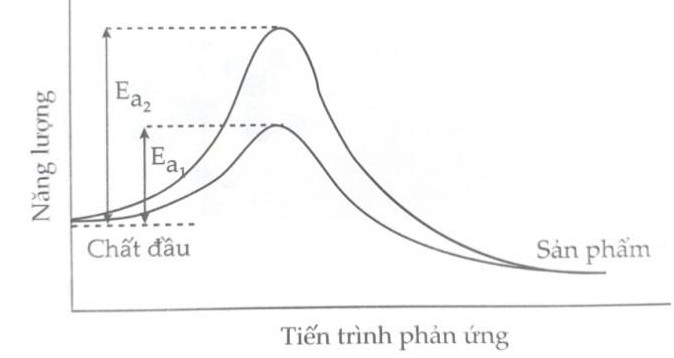 Năng lượng
Ea2
Ea1
Chất đầu
Sản phẩm
Tiến trình phản ứng